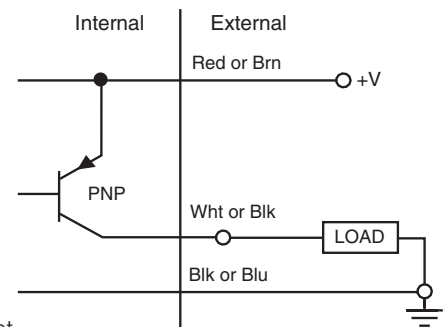 Internal External
Red or Brn
+V
PNP
Wht or Blk
LOAD
Blk or Blu